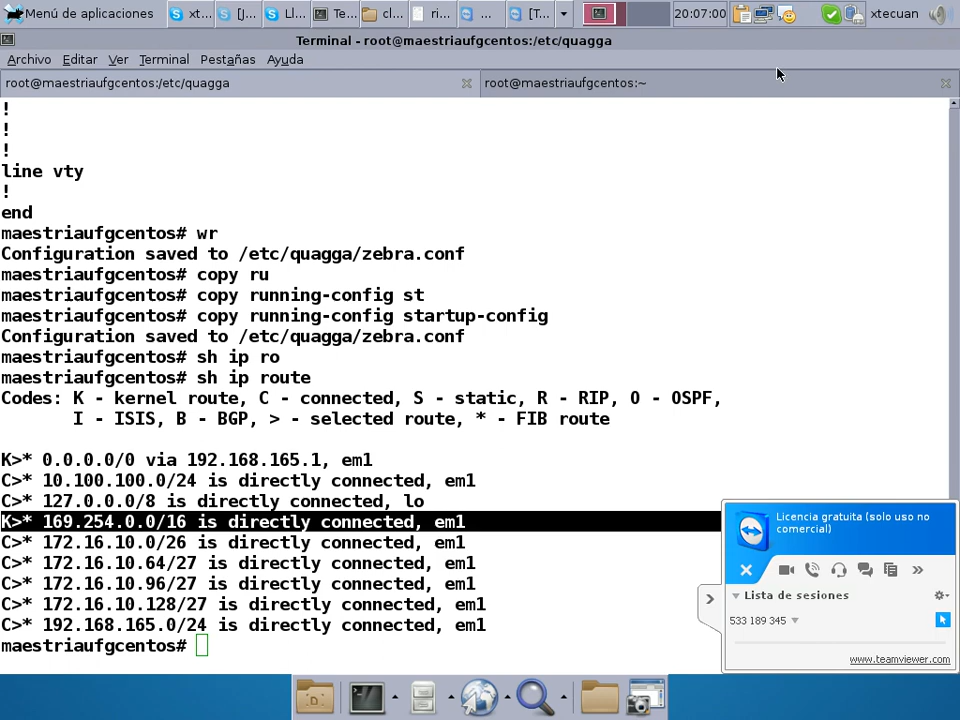 Menú de aplicaciones
xt...
[J...
Ll...
Te...
cl...
ri...
...
[T...
20:07:00
xtecuan
Terminal - root@maestriaufgcentos:/etc/quagga
Archivo Editar Ver Terminal Pestañas Ayuda
root@maestriaufgcentos:/etc/quagga
root@maestriaufgcentos:~
!
!
!
line vty
!
end
maestriaufgcentos# wr
Configuration saved to /etc/quagga/zebra.conf
maestriaufgcentos# copy ru
maestriaufgcentos# copy running-config st
maestriaufgcentos# copy running-config startup-config
Configuration saved to /etc/quagga/zebra.conf
maestriaufgcentos# sh ip ro
maestriaufgcentos# sh ip route
Codes: K - kernel route, C - connected, S - static, R - RIP, O - OSPF,
I - ISIS, B - BGP, > - selected route, * - FIB route
K>* 0.0.0.0/0 via 192.168.165.1, em1
C>* 10.100.100.0/24 is directly connected, em1
C>* 127.0.0.0/8 is directly connected, lo
K>* 169.254.0.0/16 is directly connected, em1
C>* 172.16.10.0/26 is directly connected, em1
C>* 172.16.10.64/27 is directly connected, em1
C>* 172.16.10.96/27 is directly connected, em1
C>* 172.16.10.128/27 is directly connected, em1
C>* 192.168.165.0/24 is directly connected, em1
maestriaufgcentos#
Licencia gratuita (solo uso no
comercial)
Lista de sesiones
533 189 345
www.teamviewer.com